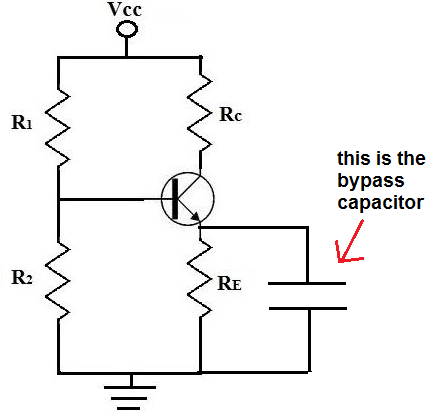 Vcc
R1
Rc
this is the
bypass
capacitor
R2
RE